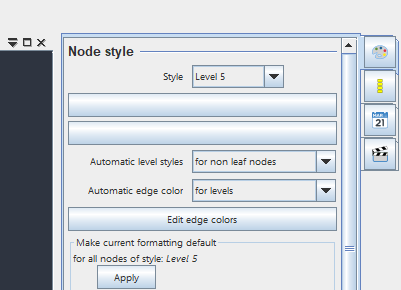 Node style
Style Level 5
Automatic level styles for non leaf nodes
Automatic edge color for levels
Edit edge colors
Make current formatting default
for all nodes of style: Level 5
Apply
21